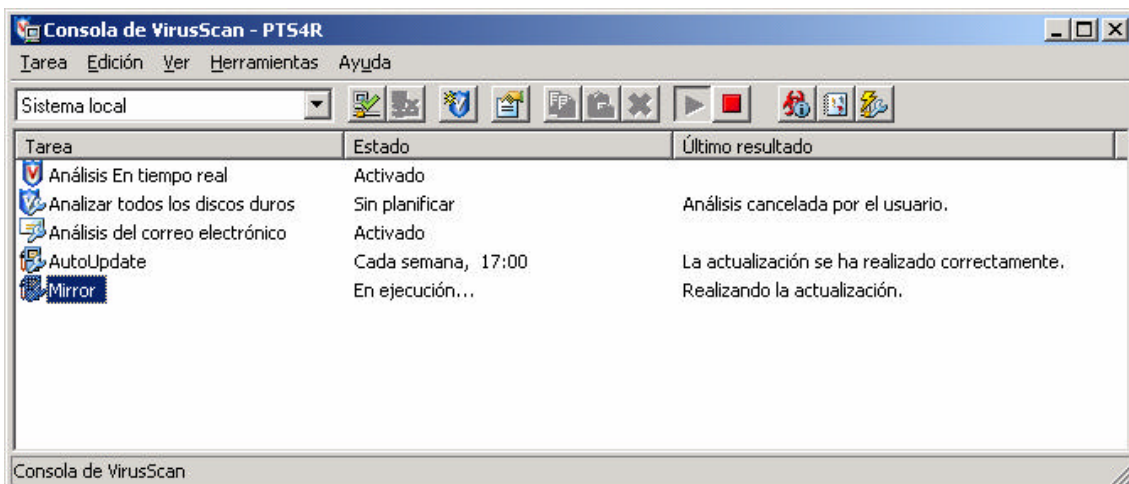 Consola de VirusScan - PTS4R
Tarea Edición Ver Herramientas Ayuda
Sistema local
Tarea Estado Último resultado
Análisis En tiempo real Activado
Analizar todos los discos duros Sin planificar Análisis cancelada por el usuario.
Análisis del correo electrónico Activado
AutoUpdate Cada semana, 17:00 La actualización se ha realizado correctamente.
Mirror En ejecución... Realizando la actualización.
Consola de VirusScan